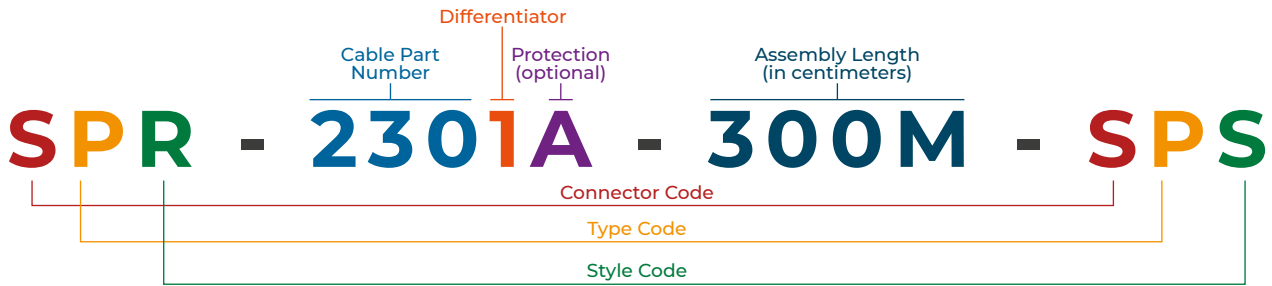 Differentiator
Cable Part
Number
Protection
(optional)
Assembly Length
(in centimeters)
SPR - 2301A - 300M - SPS
Connector Code
Type Code
Style Code